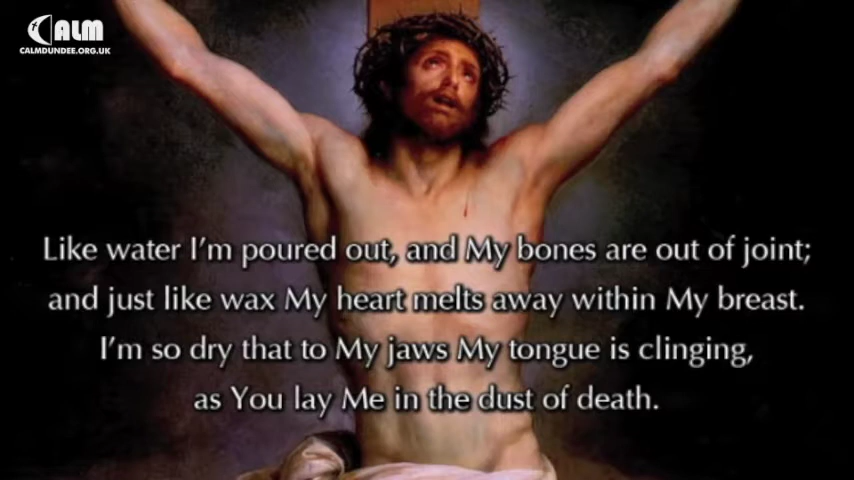 CALM
CALMDUNDEE.ORG.UK
Like water I'm poured out, and My bones are out of joint;
and just like wax My heart melts away within My breast.
I'm so dry that to My jaws My tongue is clinging,
as You lay Me in the dust of death.